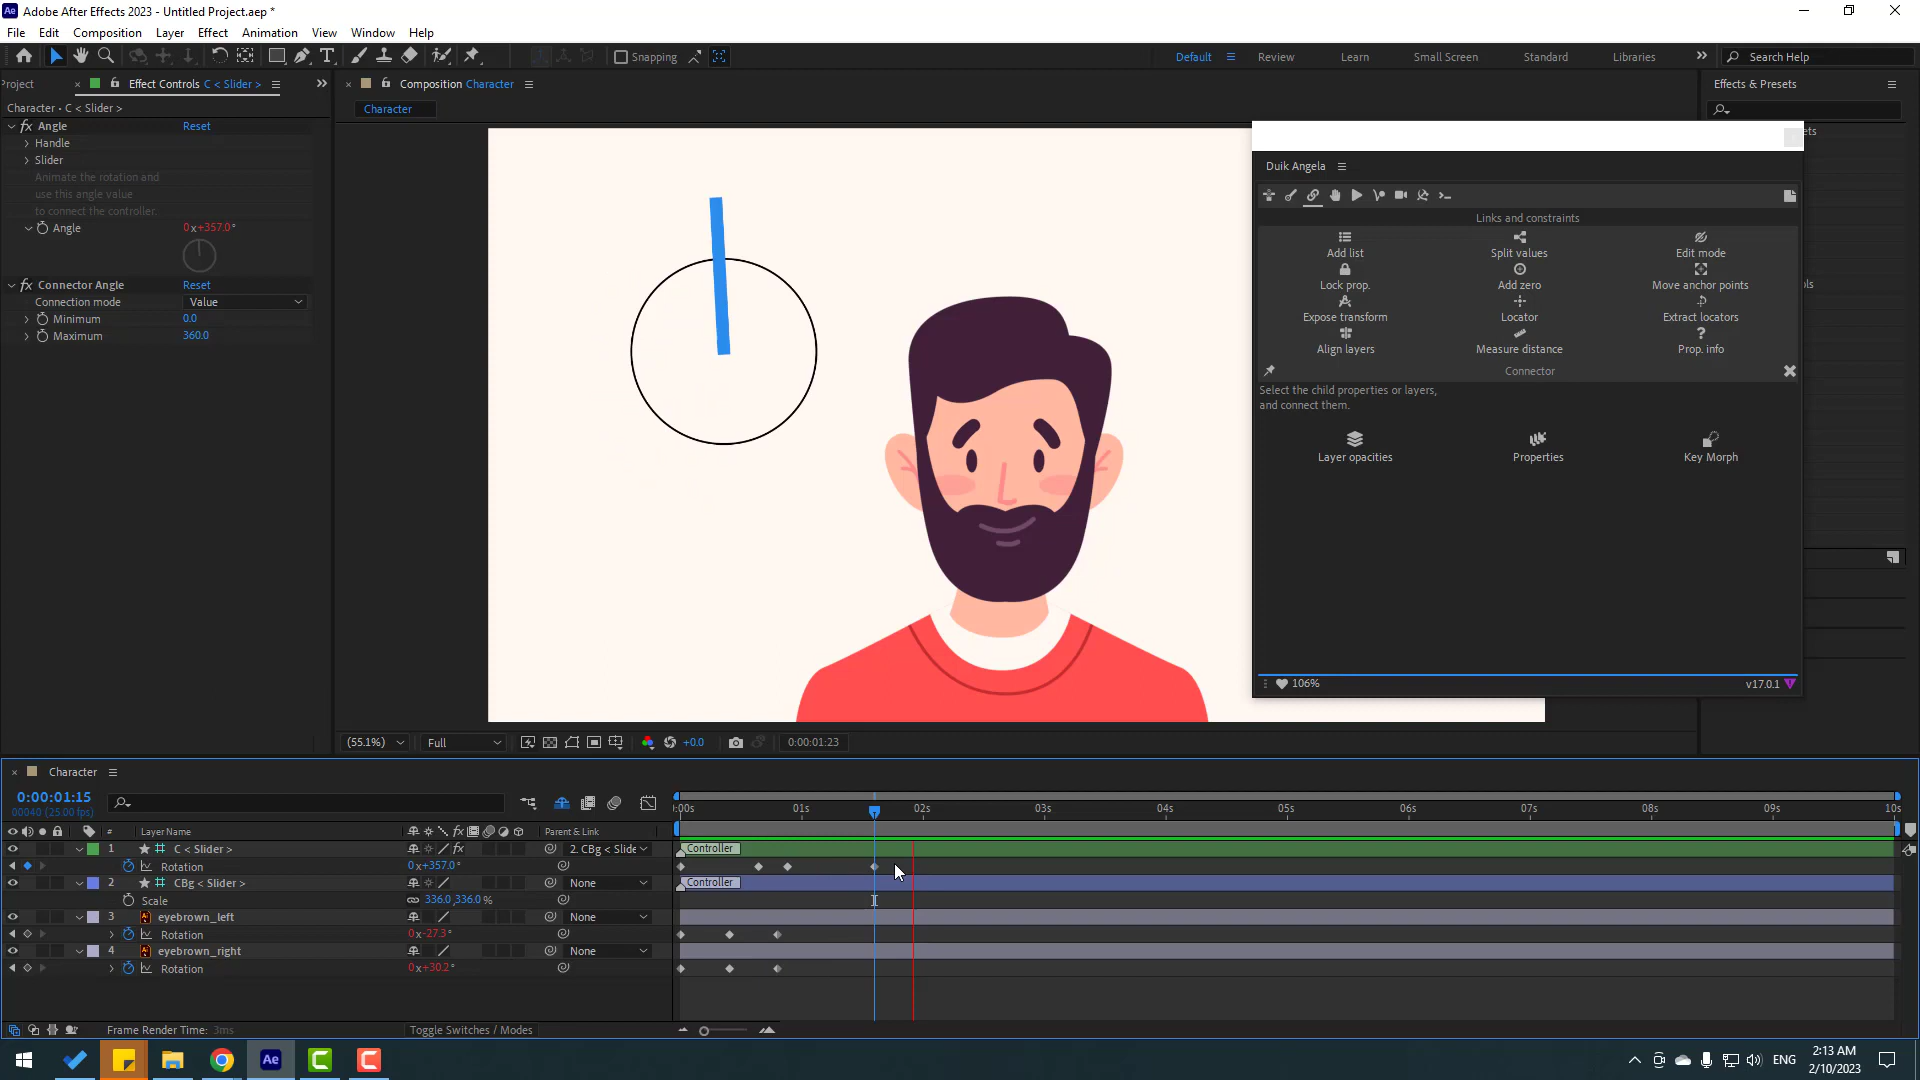 Adobe After Effects 2023 - Untitled Project.aep *
File Edit Composition Layer Effect Animation View Window Help
Snapping
Default Review Learn Small Screen Standard Libraries Search Help
Project Effect Controls C < Slider > Composition Character Effects & Presets
Character • C < Slider > Character
fx Angle Reset
Handle
Slider
Animate the rotation and
use this angle value
to connect the controller.
Angle 0x+357.0°
fx Connector Angle Reset
Connection mode Value
Minimum 0.0
Maximum 360.0
Duik Angela
Links and constraints
Add list Split values Edit mode
Lock prop. Add zero Move anchor points
Expose transform Locator Extract locators
Align layers Measure distance Prop. info
Connector
Select the child properties or layers,
and connect them.
Layer opacities Properties Key Morph
106% v17.0.1
(55.1%) Full +0.0 0:00:01:23
Character
0:00:01:15
00040 (25.00 fps)
:00s 01s 02s 03s 04s 05s 06s 07s 08s 09s 10s
# Layer Name fx Parent & Link
1 C < Slider > fx 2. CBg < Slide Controller
Rotation 0x+357.0°
2 CBg < Slider > None Controller
Scale 336.0,336.0%
3 eyebrown_left None
Rotation 0x-27.3°
4 eyebrown_right None
Rotation 0x+30.2°
Frame Render Time: 3ms Toggle Switches / Modes
Ae ENG 2:13 AM
2/10/2023